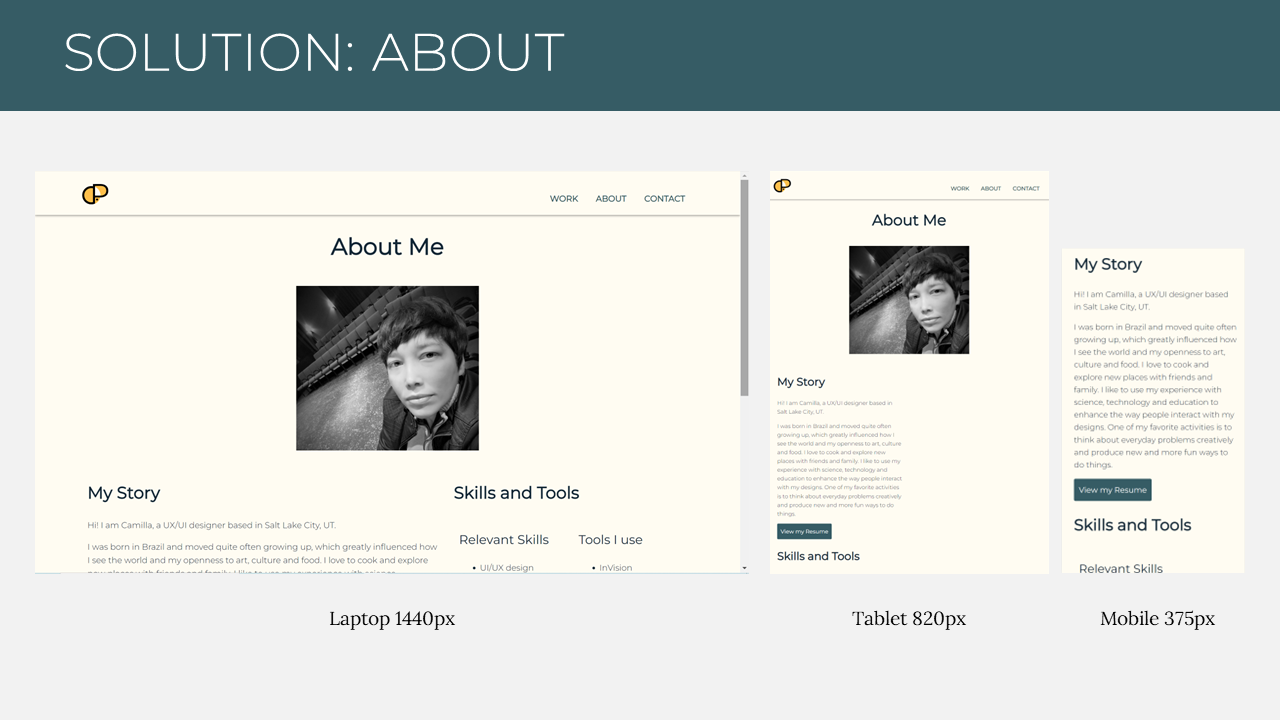 SOLUTION: ABOUT
WORK ABOUT CONTACT
About Me
My Story
Hi! I am Camilla, a UX/UI designer based in Salt Lake City, UT.
I was born in Brazil and moved quite often growing up, which greatly influenced how
I see the world and my openness to art, culture and food. I love to cook and explore
new places with friends and family. I like to use my experience with science,
Skills and Tools
Relevant Skills
Tools I use
• UI/UX design
• InVision
Laptop 1440px
WORK ABOUT CONTACT
About Me
My Story
Hi! I am Camilla, a UX/UI designer based in
Salt Lake City, UT.
I was born in Brazil and moved quite often
growing up, which greatly influenced how I
see the world and my openness to art, culture
and food. I love to cook and explore new
places with friends and family. I like to use my
experience with science, technology and
education to enhance the way people interact
with my designs. One of my favorite activities
is to think about everyday problems creatively
and produce new and more fun ways to do
things.
View my Resume
Skills and Tools
Tablet 820px
My Story
Hi! I am Camilla, a UX/UI designer based
in Salt Lake City, UT.
I was born in Brazil and moved quite often
growing up, which greatly influenced how
I see the world and my openness to art,
culture and food. I love to cook and
explore new places with friends and
family. I like to use my experience with
science, technology and education to
enhance the way people interact with my
designs. One of my favorite activities is to
think about everyday problems creatively
and produce new and more fun ways to
do things.
View my Resume
Skills and Tools
Relevant Skills
Mobile 375px